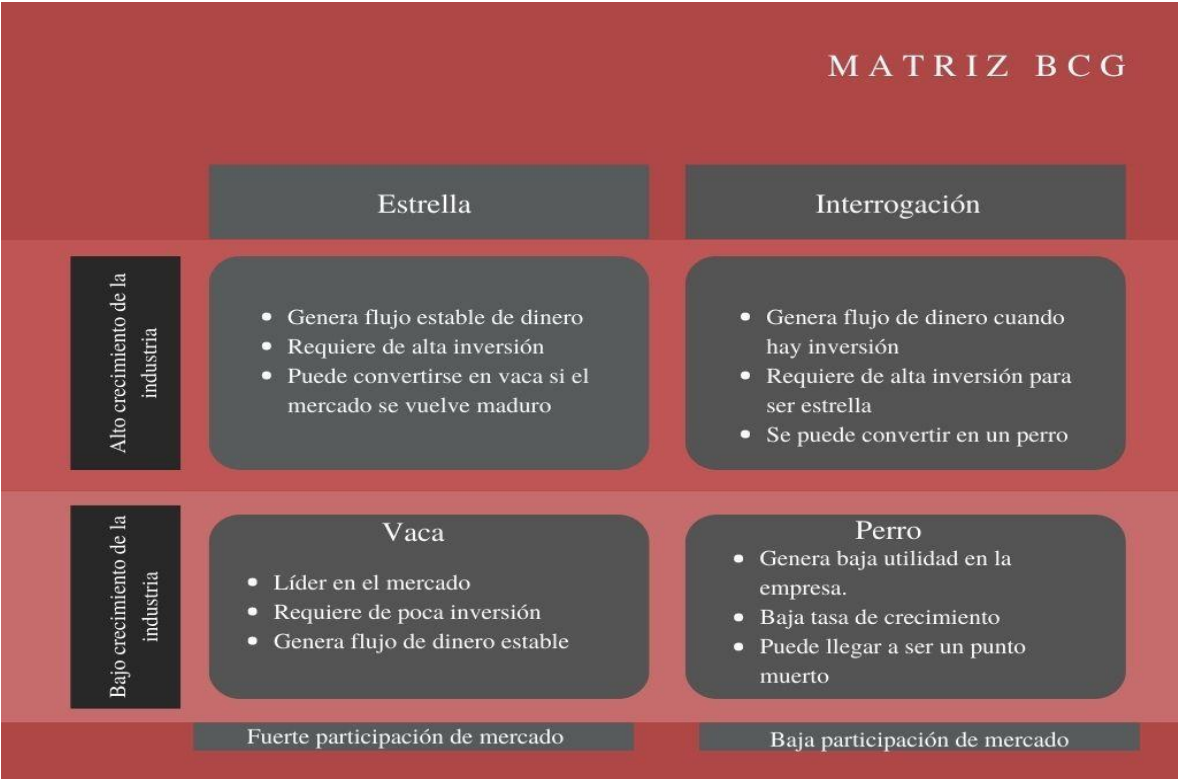 MATRIZ BCG
Estrella
Interrogación
Alto crecimiento de la
industria
• Genera flujo estable de dinero
• Requiere de alta inversión
• Puede convertirse en vaca si el
mercado se vuelve maduro
• Genera flujo de dinero cuando
hay inversión
• Requiere de alta inversión para
ser estrella
• Se puede convertir en un perro
Bajo crecimiento de la
industria
Vaca
• Líder en el mercado
• Requiere de poca inversión
• Genera flujo de dinero estable
Perro
• Genera baja utilidad en la
empresa.
• Baja tasa de crecimiento
• Puede llegar a ser un punto
muerto
Fuerte participación de mercado
Baja participación de mercado